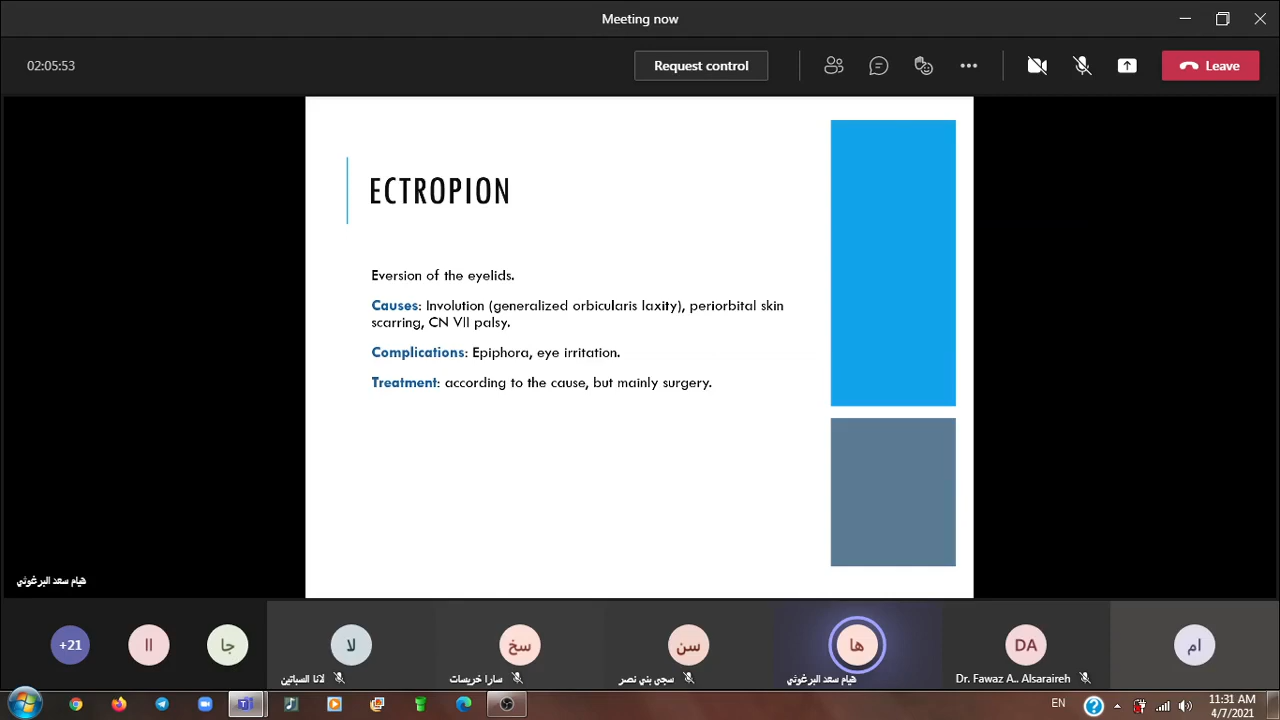 Meeting now
02:05:53
Request control
Leave
ECTROPION
Eversion of the eyelids.
Causes: Involution (generalized orbicularis laxity), periorbital skin
scarring, CN VII palsy.
Complications: Epiphora, eye irritation.
Treatment: according to the cause, but mainly surgery.
هيام سعد البرغوثي
+21
اا
جا
لا
سخ
سن
ها
DA
ام
لانا الصباتين
سارا خريسات
سجى بني نصر
هيام سعد البرغوثي
Dr. Fawaz A.. Alsaraireh
EN
11:31 AM
4/7/2021